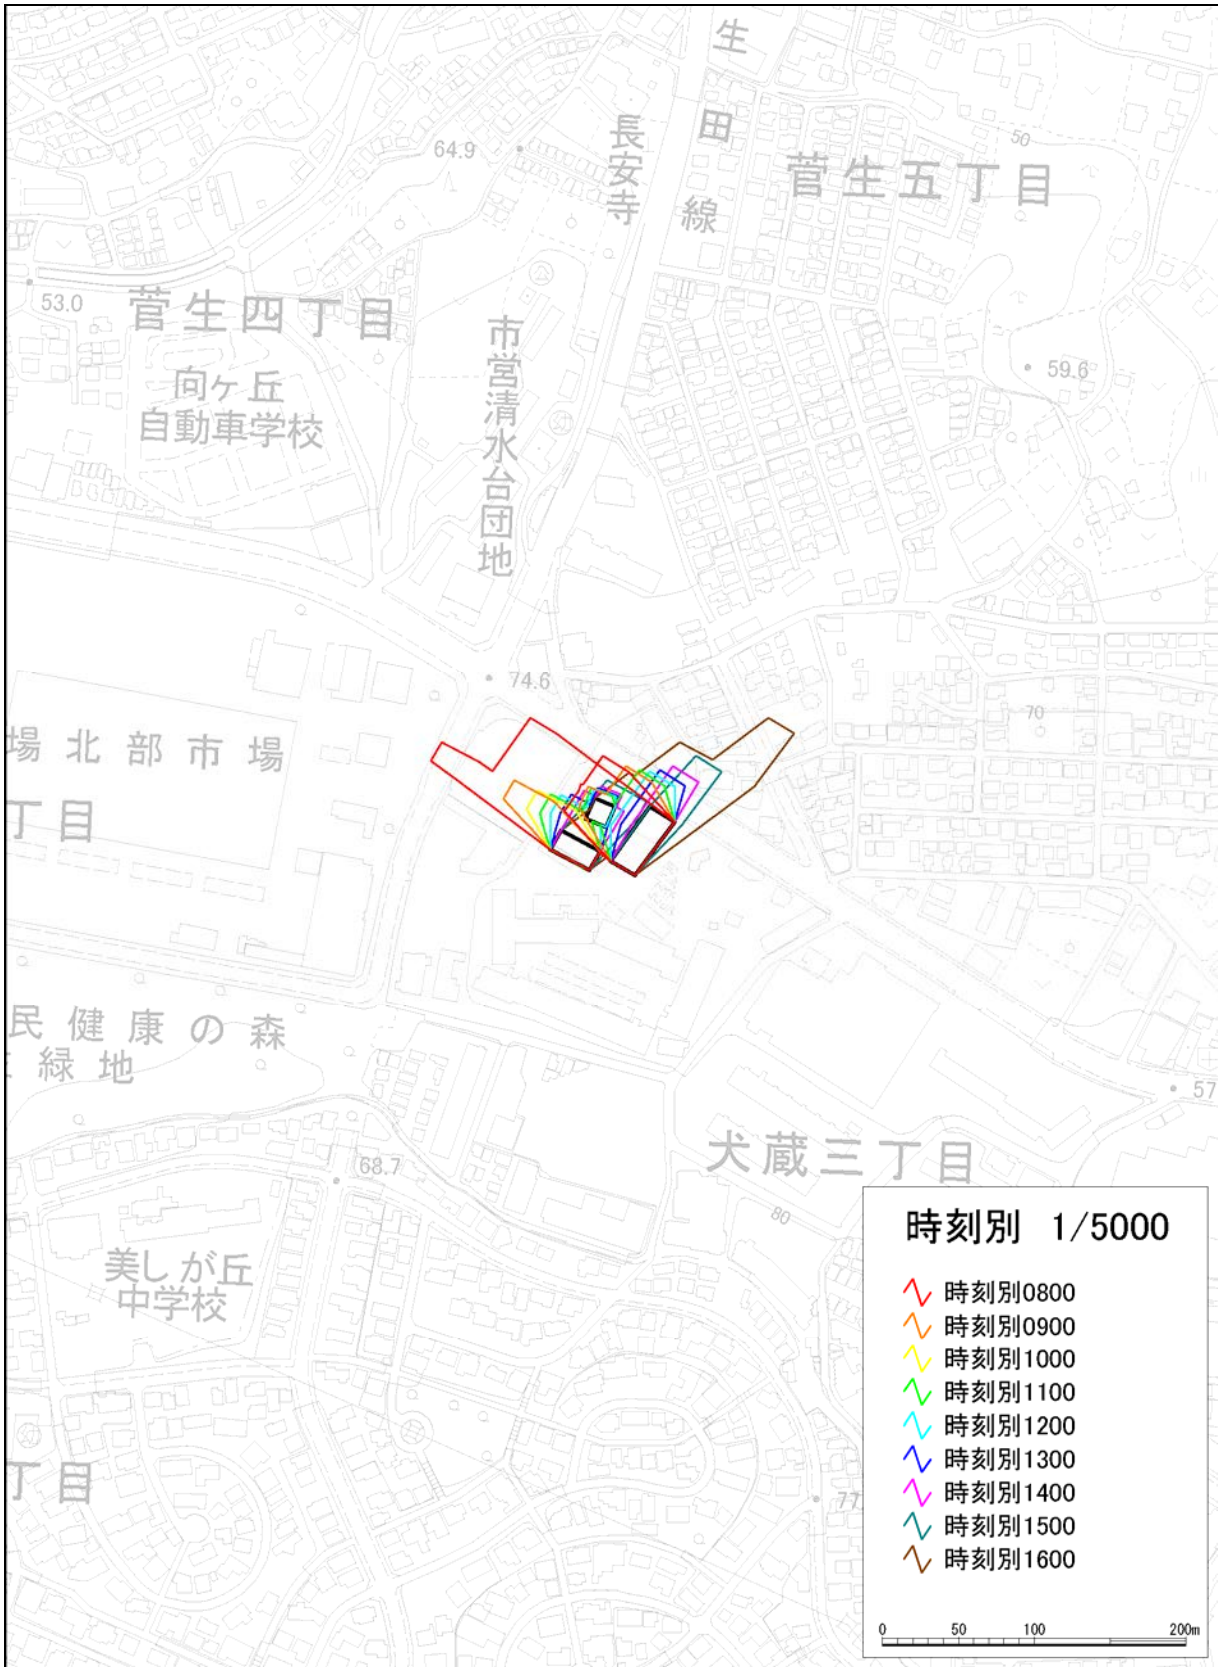 生田線
長安寺
64.9
50
菅生五丁目
53.0
菅生四丁目
市営清水台団地
59.6
向ヶ丘
自動車学校
74.6
70
場北部市場
丁目
民健康の森
緑地
57
犬蔵三丁目
68.7
80
美しが丘
中学校
丁目
77
時刻別 1/5000
時刻別0800
時刻別0900
時刻別1000
時刻別1100
時刻別1200
時刻別1300
時刻別1400
時刻別1500
時刻別1600
0 50 100 200m